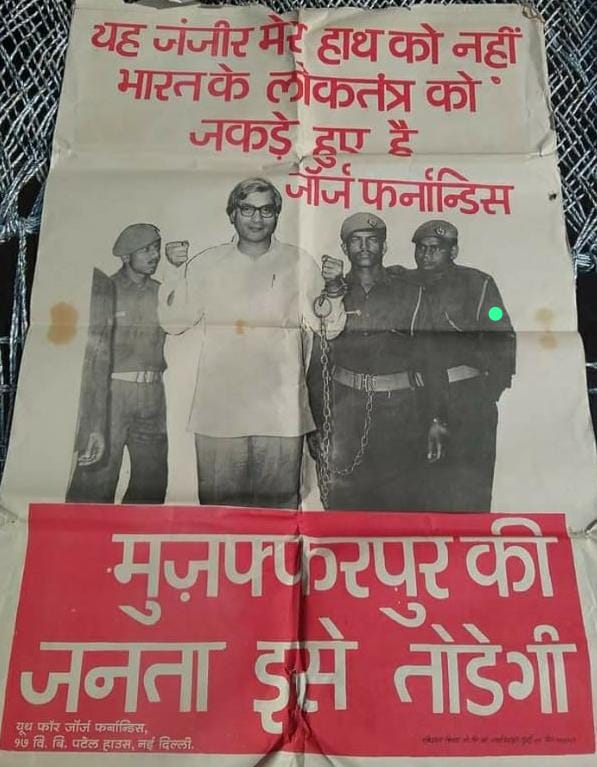 यह जंजीर मेरे हाथ को नहीं
भारत के लोकतंत्र को
जकड़े हुए है
जॉर्ज फर्नान्डिस
मुज़फ्फरपुर की
जनता इसे तोडेगी
यूथ फॉर जॉर्ज फर्नान्डिस,
१७ वि. बि. पटेल हाउस, नई दिल्ली.